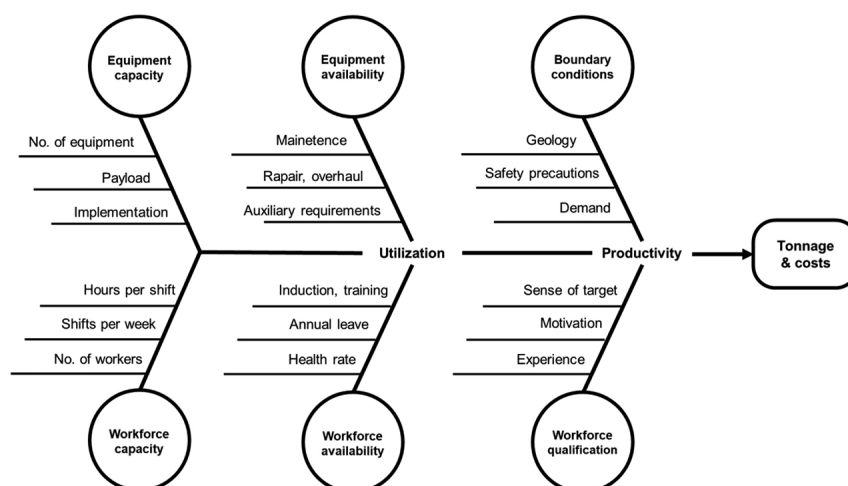 Equipment
capacity
Equipment
availability
Boundary
conditions
No. of equipment
Payload
Implementation
Mainetence
Rapair, overhaul
Auxiliary requirements
Geology
Safety precautions
Demand
Utilization
Productivity
Tonnage
& costs
Hours per shift
Shifts per week
No. of workers
Induction, training
Annual leave
Health rate
Sense of target
Motivation
Experience
Workforce
capacity
Workforce
availability
Workforce
qualification